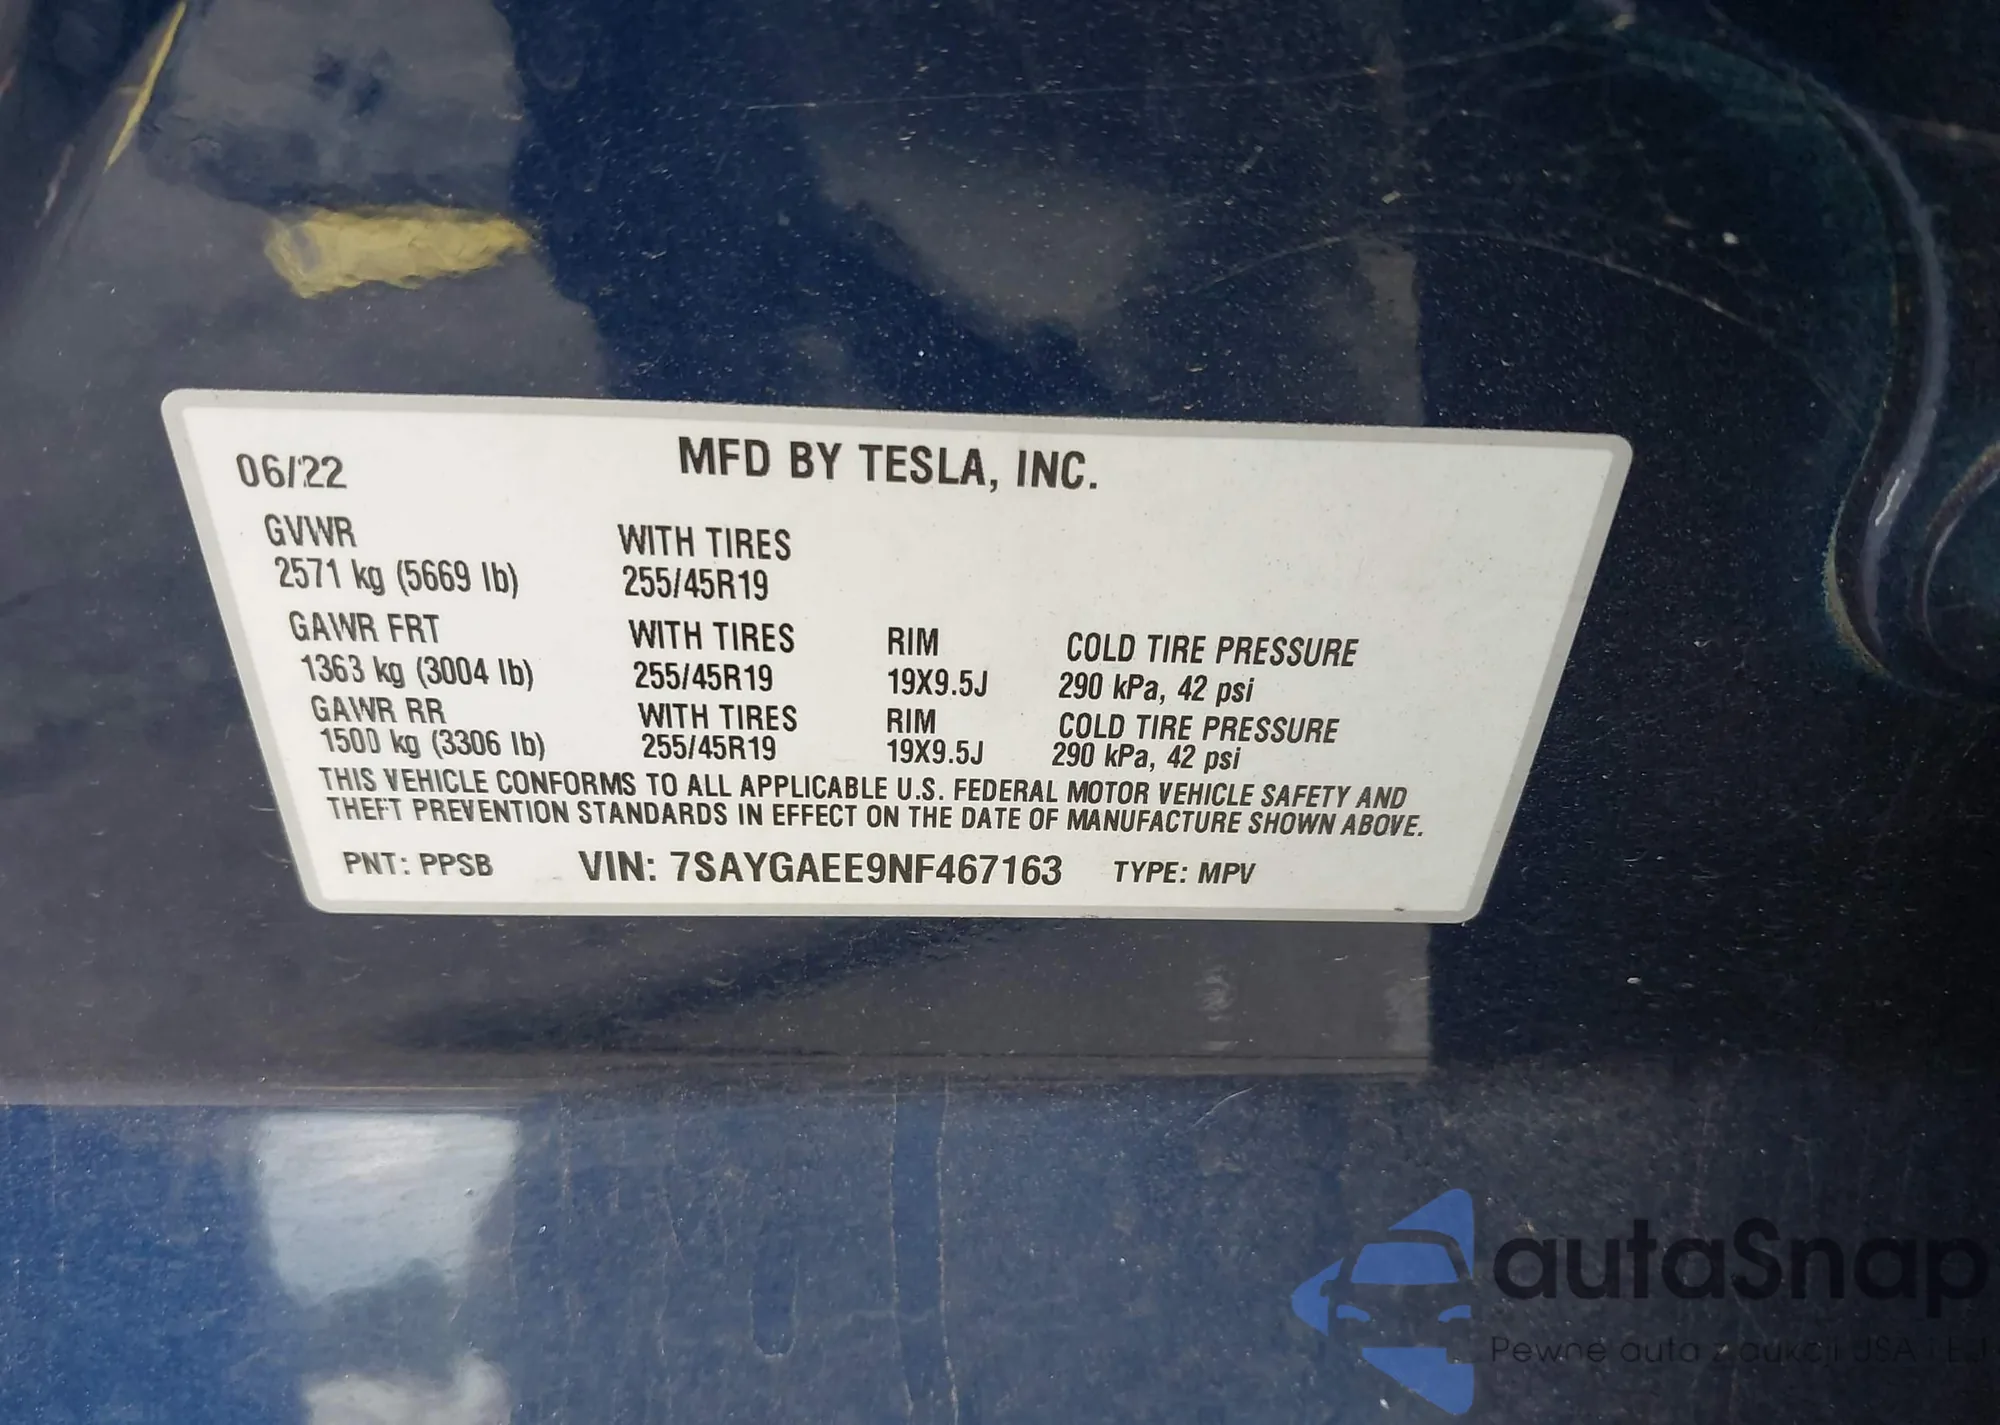 06/22 MFD BY TESLA, INC.
GVWR WITH TIRES
2571 kg (5669 lb) 255/45R19
GAWR FRT WITH TIRES RIM COLD TIRE PRESSURE
1363 kg (3004 lb) 255/45R19 19X9.5J 290 kPa, 42 psi
GAWR RR WITH TIRES RIM COLD TIRE PRESSURE
1500 kg (3306 lb) 255/45R19 19X9.5J 290 kPa, 42 psi
THIS VEHICLE CONFORMS TO ALL APPLICABLE U.S. FEDERAL MOTOR VEHICLE SAFETY AND
THEFT PREVENTION STANDARDS IN EFFECT ON THE DATE OF MANUFACTURE SHOWN ABOVE.
PNT: PPSB VIN: 7SAYGAEE9NF467163 TYPE: MPV
autaSnap
Pewne auta z aukcji USA i